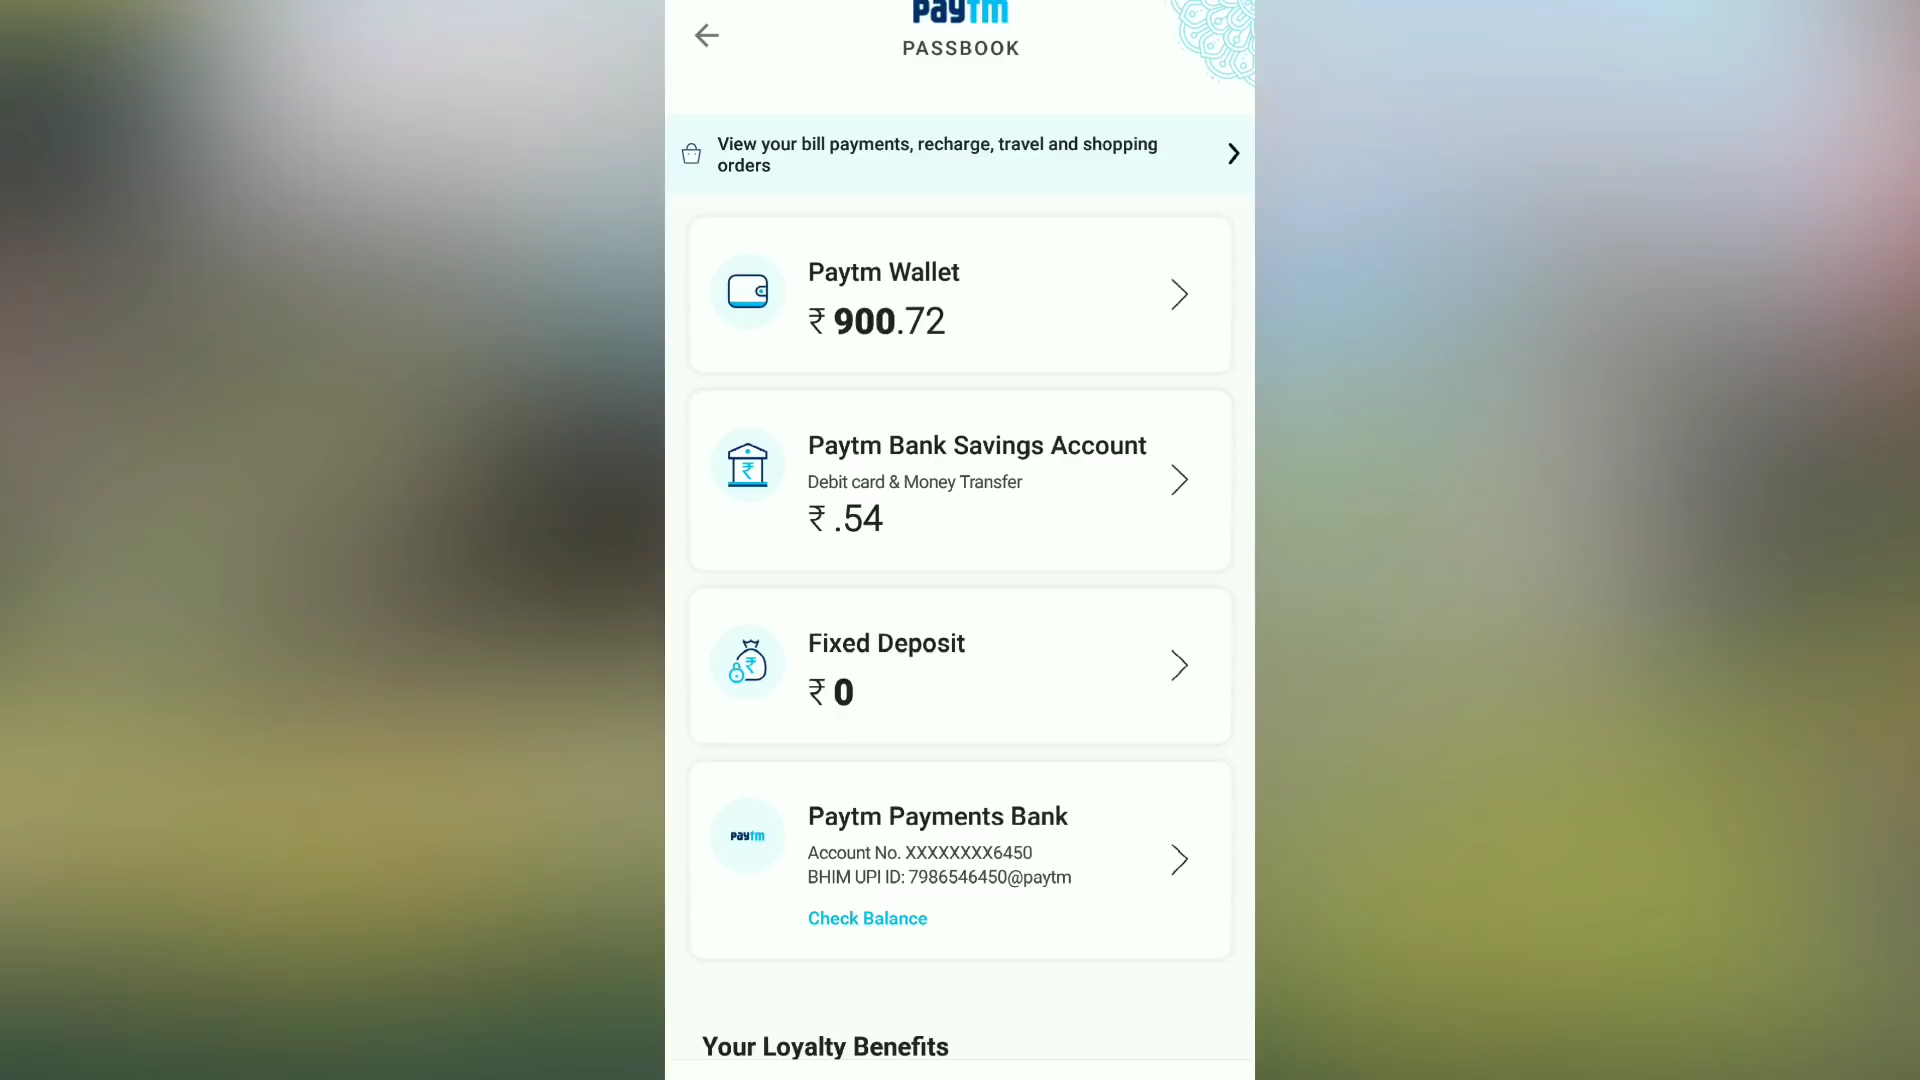 paytm
PASSBOOK
View your bill payments, recharge, travel and shopping
orders
Paytm Wallet
₹ 900.72
Paytm Bank Savings Account
Debit card & Money Transfer
₹ .54
Fixed Deposit
₹ 0
paytm
Paytm Payments Bank
Account No. XXXXXXXX6450
BHIM UPI ID: 7986546450@paytm
Check Balance
Your Loyalty Benefits